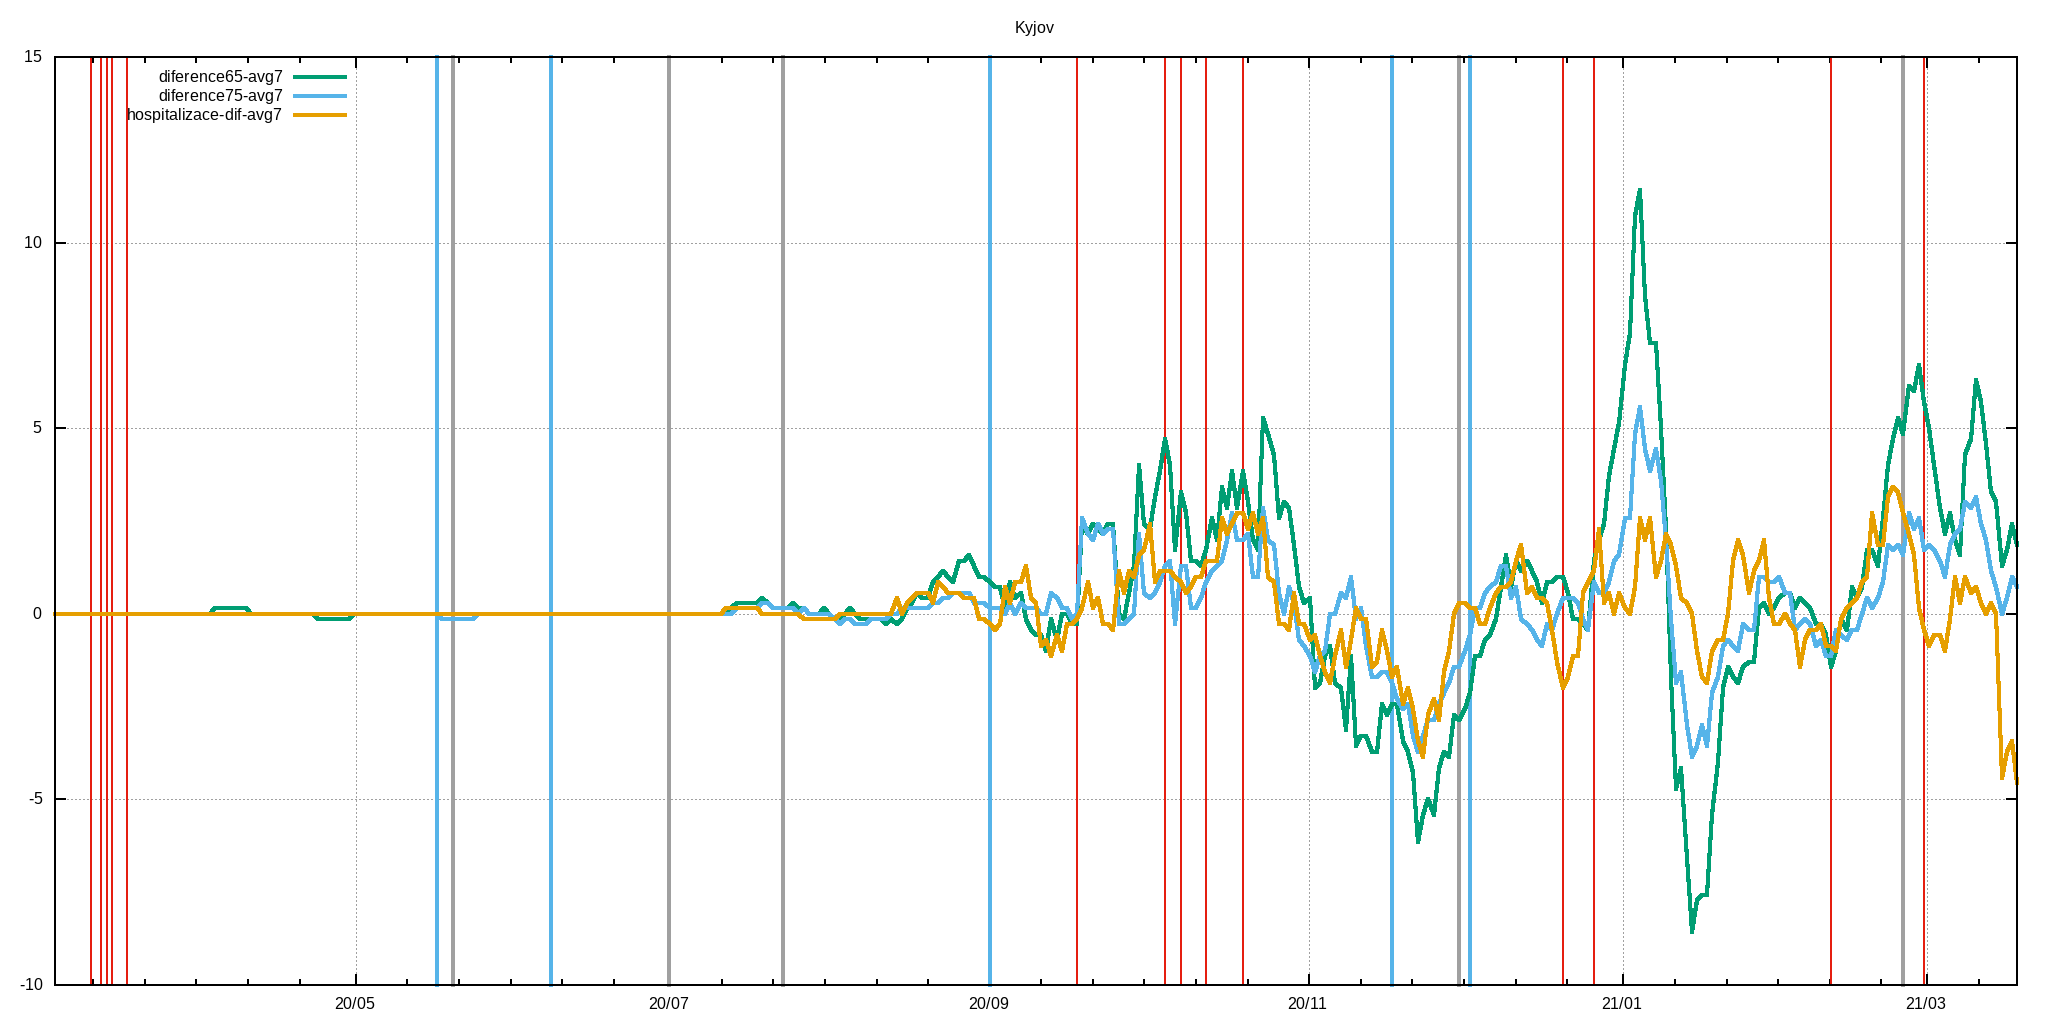 Kyjov
15
diference65-avg7
diference75-avg7
hospitalizace-dif-avg7
10
5
0
-5
-10
20/05 20/07 20/09 20/11 21/01 21/03